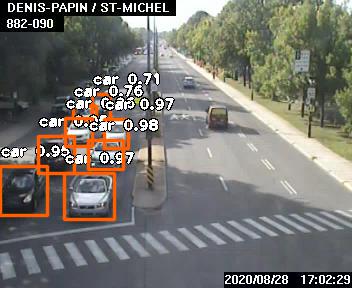 DENIS-PAPIN / ST-MICHEL
882-090
car 0.71
car 0.76
car 0.97
car 0.98
car 0.95
car 0.97
2020/08/28 17:02:29